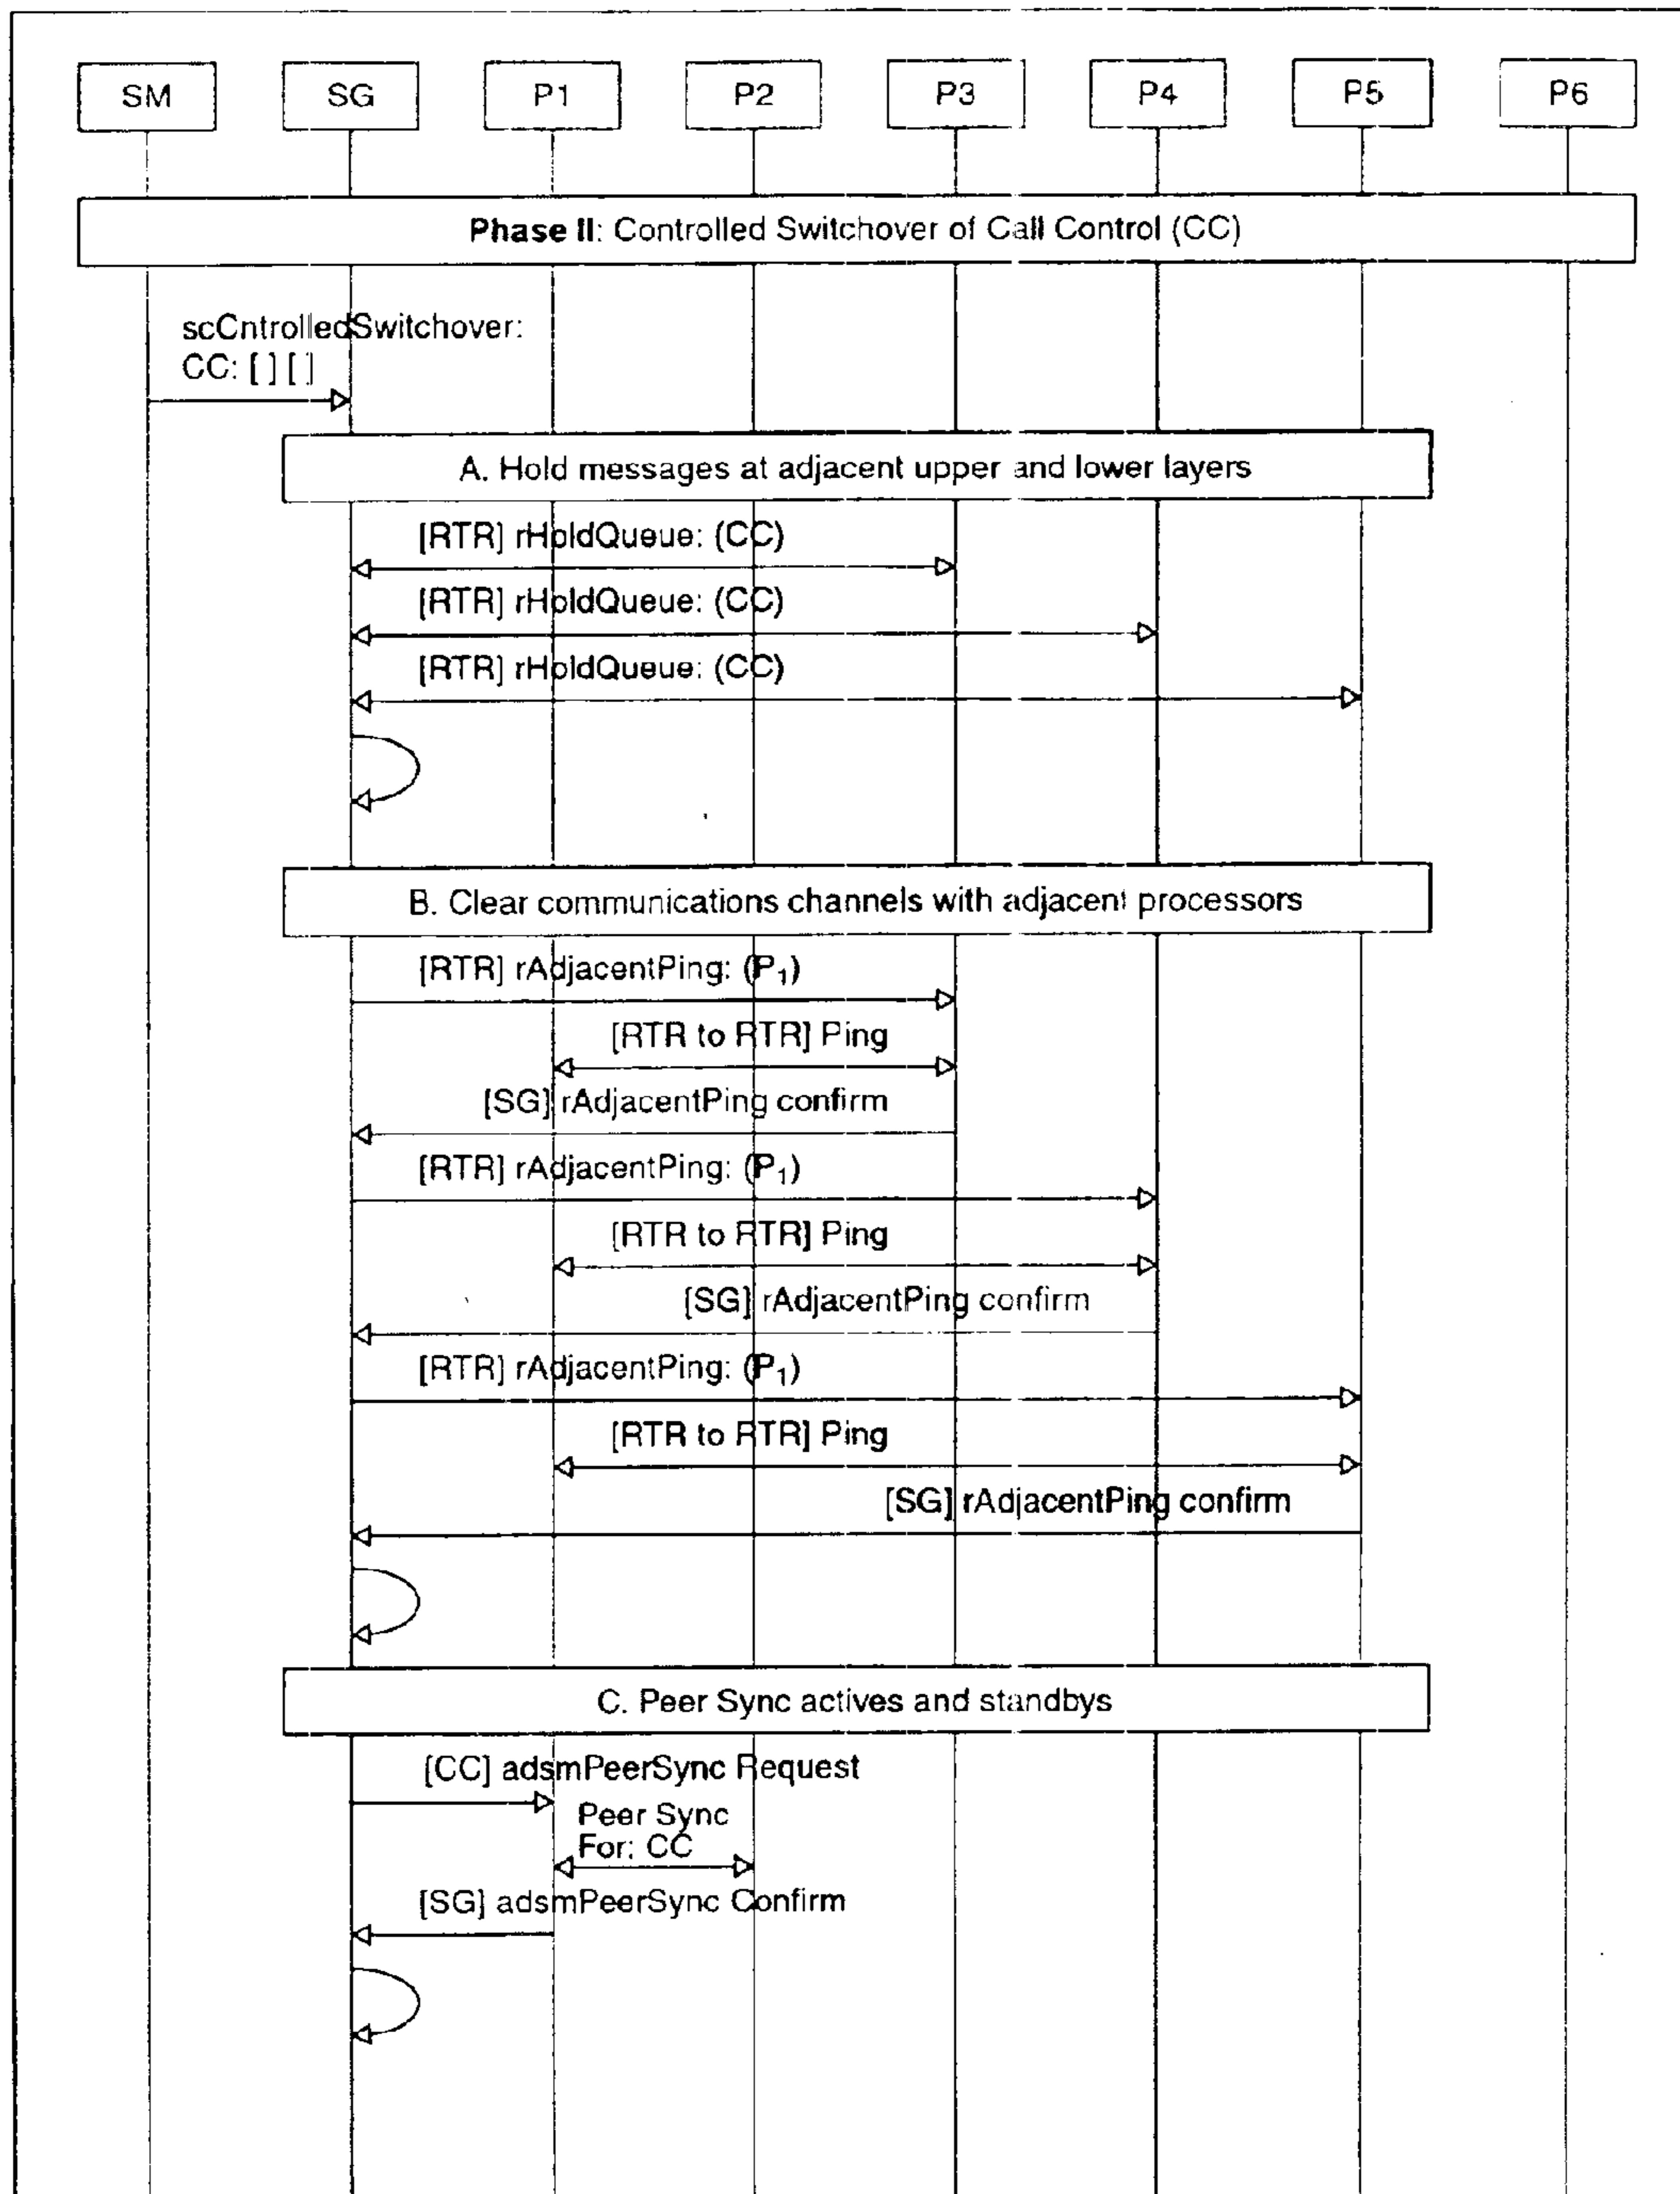 SM SG P1 P2 P3 P4 P5 P6
Phase II: Controlled Switchover of Call Control (CC)
scCntrolledSwitchover:
CC: [ ] [ ]
A. Hold messages at adjacent upper and lower layers
[RTR] rHoldQueue: (CC)
[RTR] rHoldQueue: (CC)
[RTR] rHoldQueue: (CC)
B. Clear communications channels with adjacent processors
[RTR] rAdjacentPing: (P₁)
[RTR to RTR] Ping
[SG] rAdjacentPing confirm
[RTR] rAdjacentPing: (P₁)
[RTR to RTR] Ping
[SG] rAdjacentPing confirm
[RTR] rAdjacentPing: (P₁)
[RTR to RTR] Ping
[SG] rAdjacentPing confirm
C. Peer Sync actives and standbys
[CC] adsmPeerSync Request
Peer Sync
For: CC
[SG] adsmPeerSync Confirm